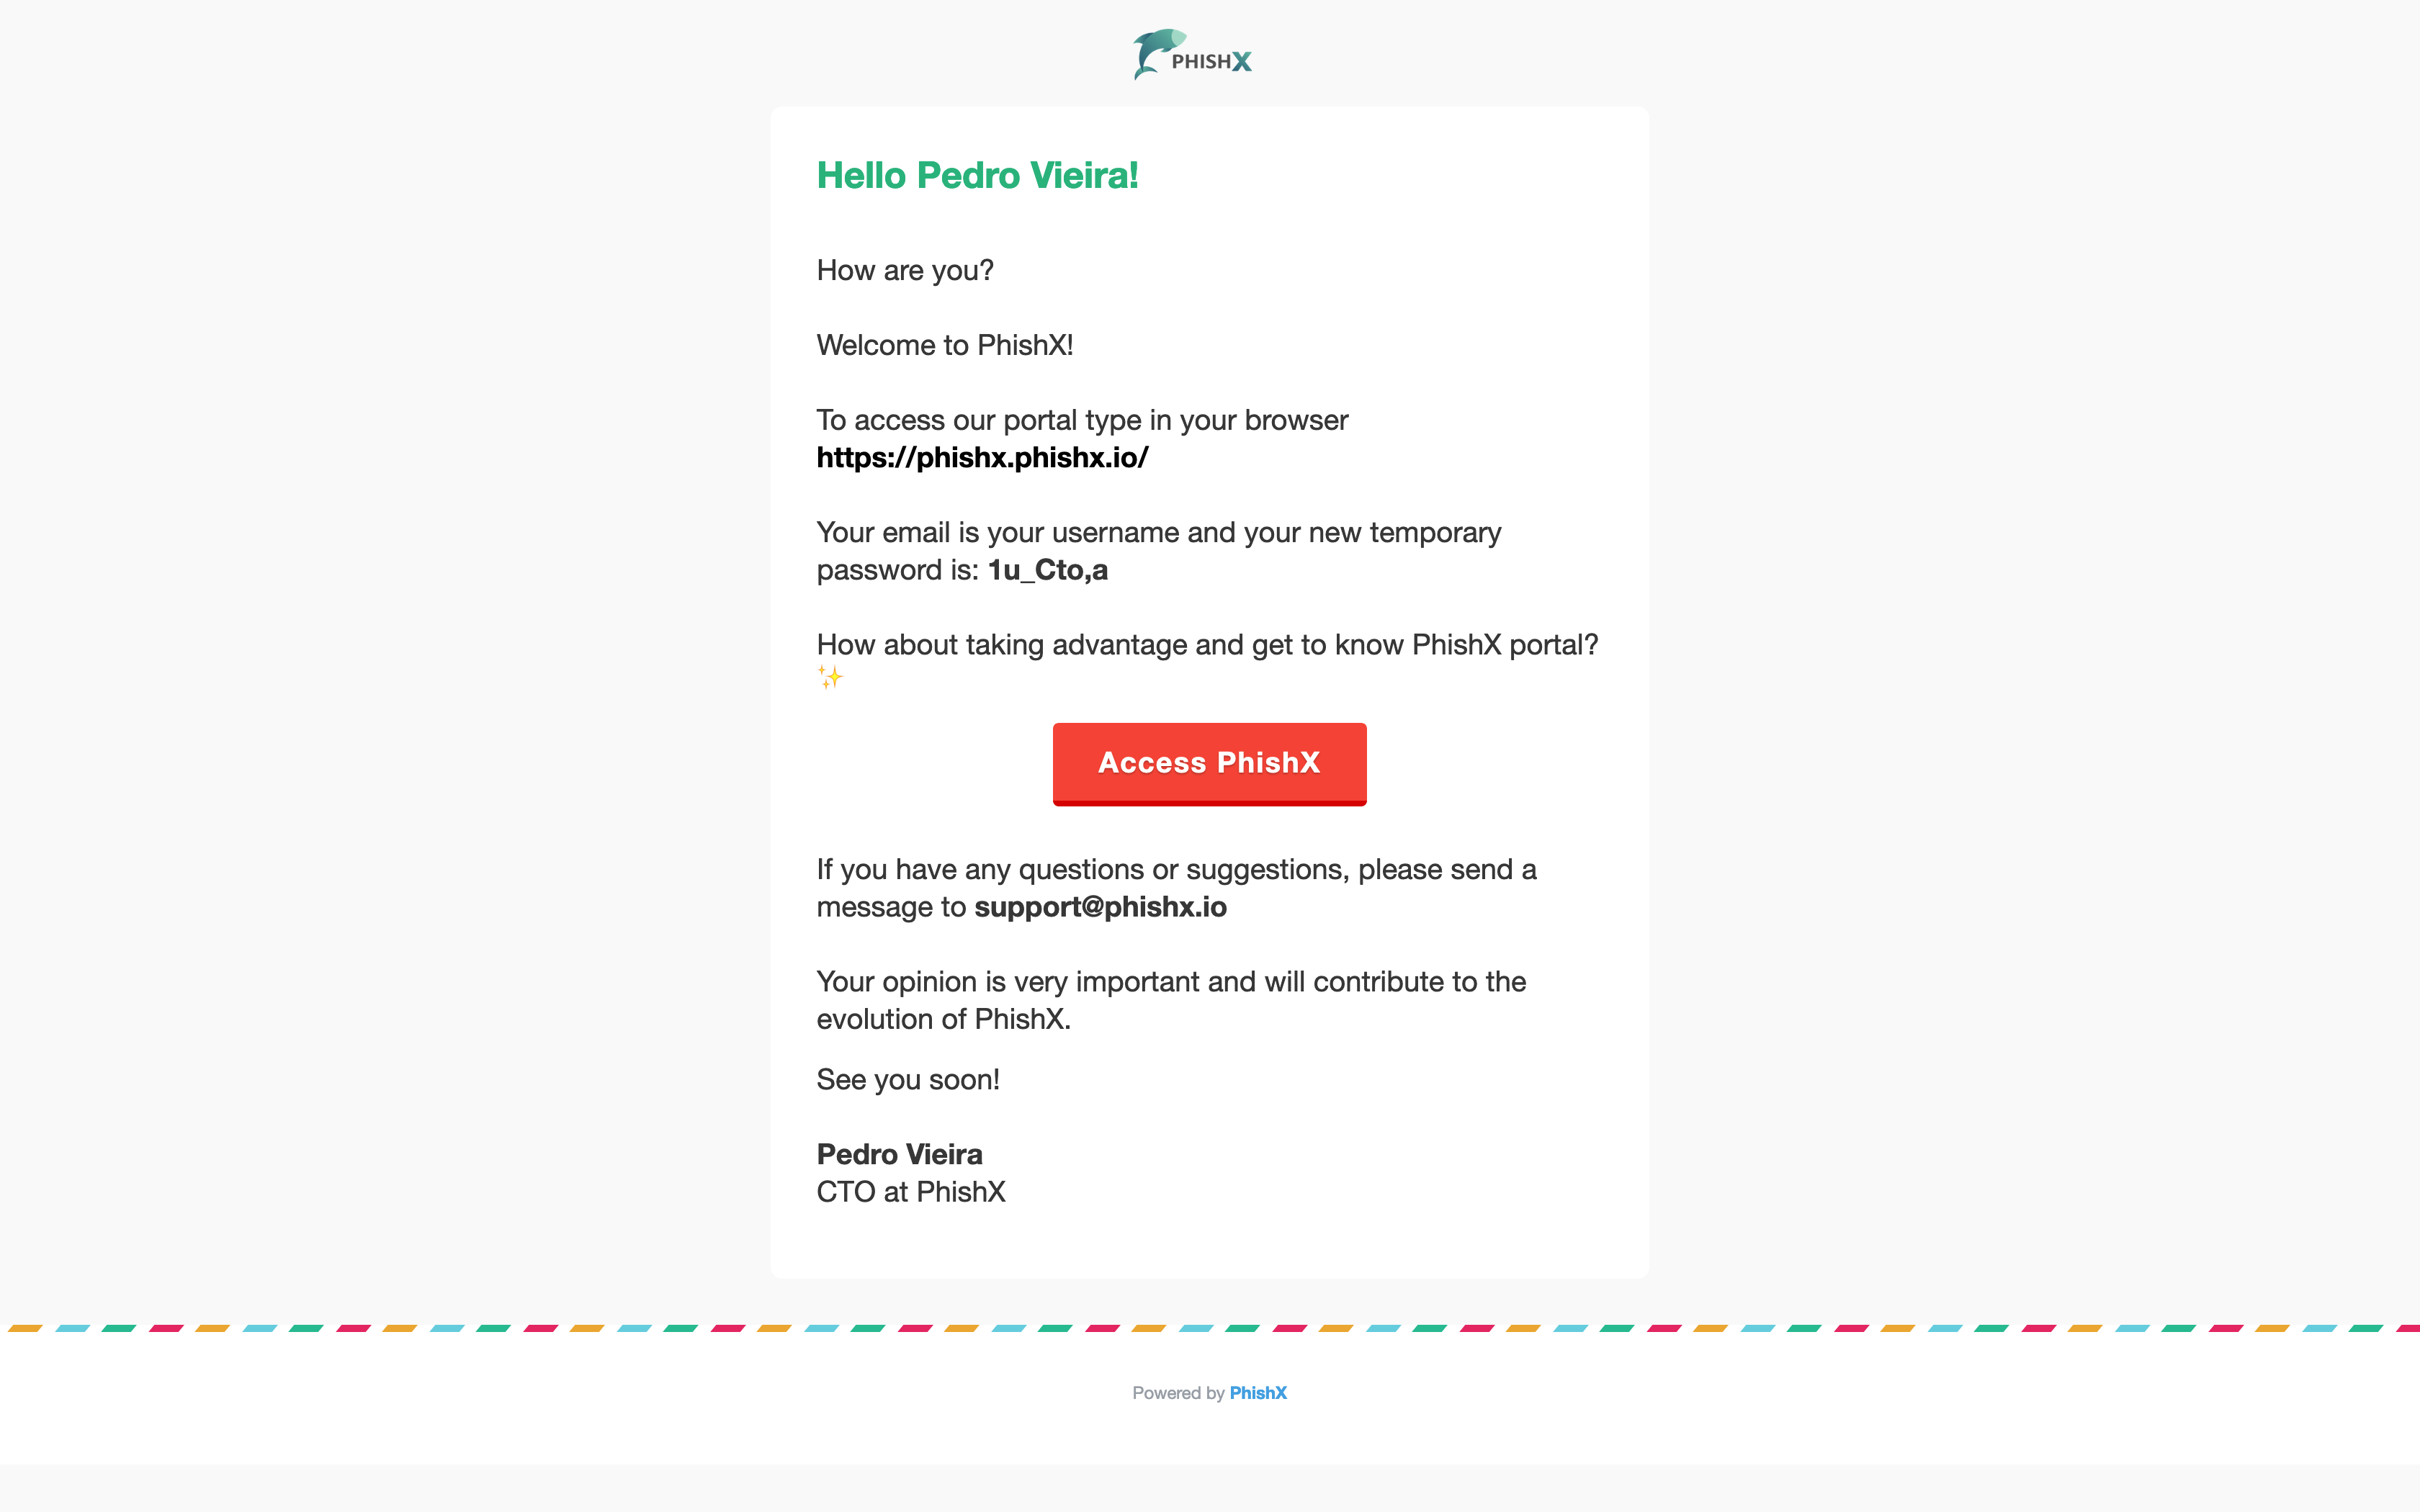 PHISHX
Hello Pedro Vieira!
How are you?
Welcome to PhishX!
To access our portal type in your browser
https://phishx.phishx.io/
Your email is your username and your new temporary
password is: 1u_Cto,a
How about taking advantage and get to know PhishX portal?
✨
Access PhishX
If you have any questions or suggestions, please send a
message to support@phishx.io
Your opinion is very important and will contribute to the
evolution of PhishX.
See you soon!
Pedro Vieira
CTO at PhishX
Powered by PhishX